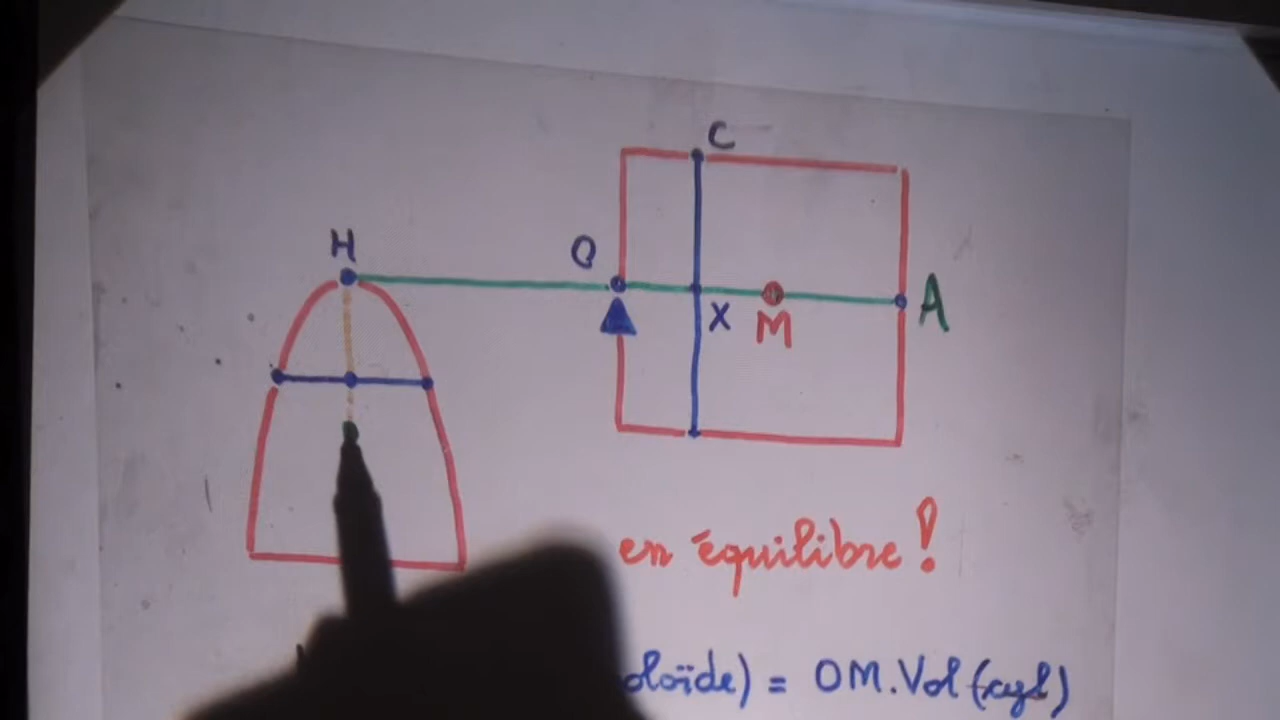 C
H
O
X
M
A
en équilibre !
oloïde) = OM.Vol(cyl)